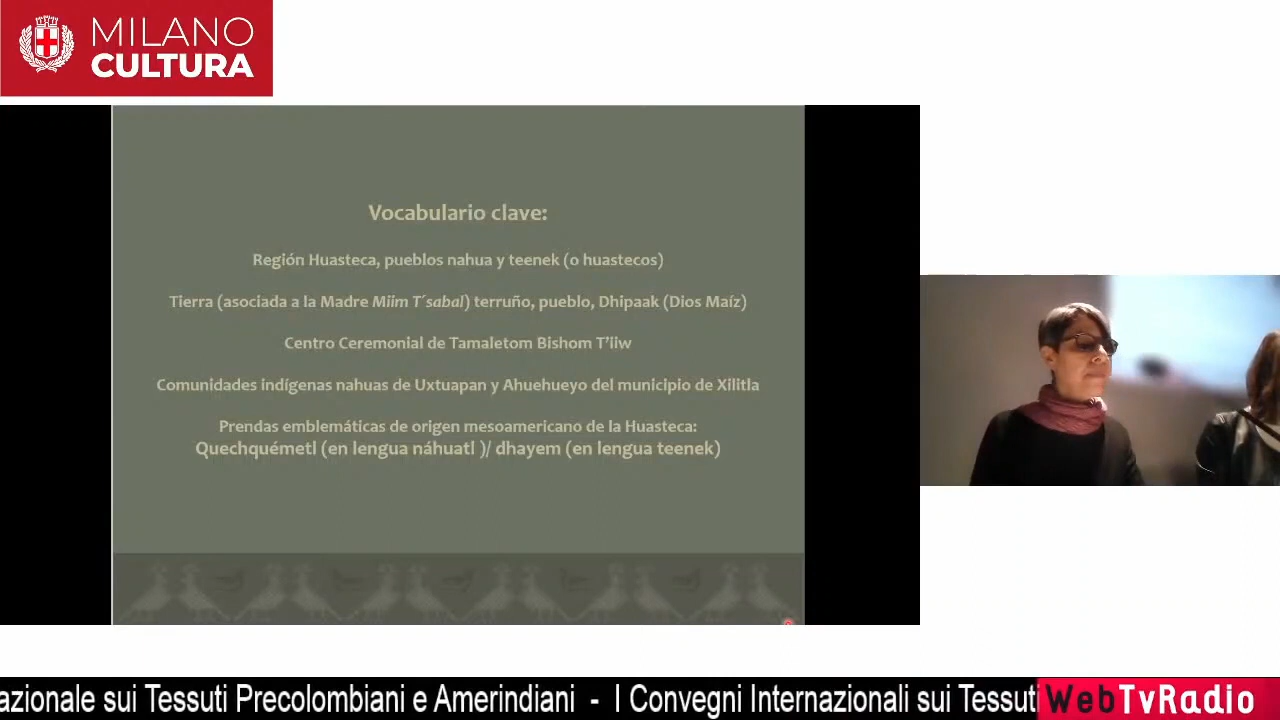 MILANO
CULTURA
Vocabulario clave:
Región Huasteca, pueblos nahua y teenek (o huastecos)
Tierra (asociada a la Madre Miim T´sabal) terruño, pueblo, Dhipaak (Dios Maíz)
Centro Ceremonial de Tamaletom Bishom T’iiw
Comunidades indígenas nahuas de Uxtuapan y Ahuehueyo del municipio de Xilitla
Prendas emblemáticas de origen mesoamericano de la Huasteca:
Quechquémetl (en lengua náhuatl )/ dhayem (en lengua teenek)
azionale sui Tessuti Precolombiani e Amerindiani - I Convegni Internazionali sui Tessuti
WebTvRadio